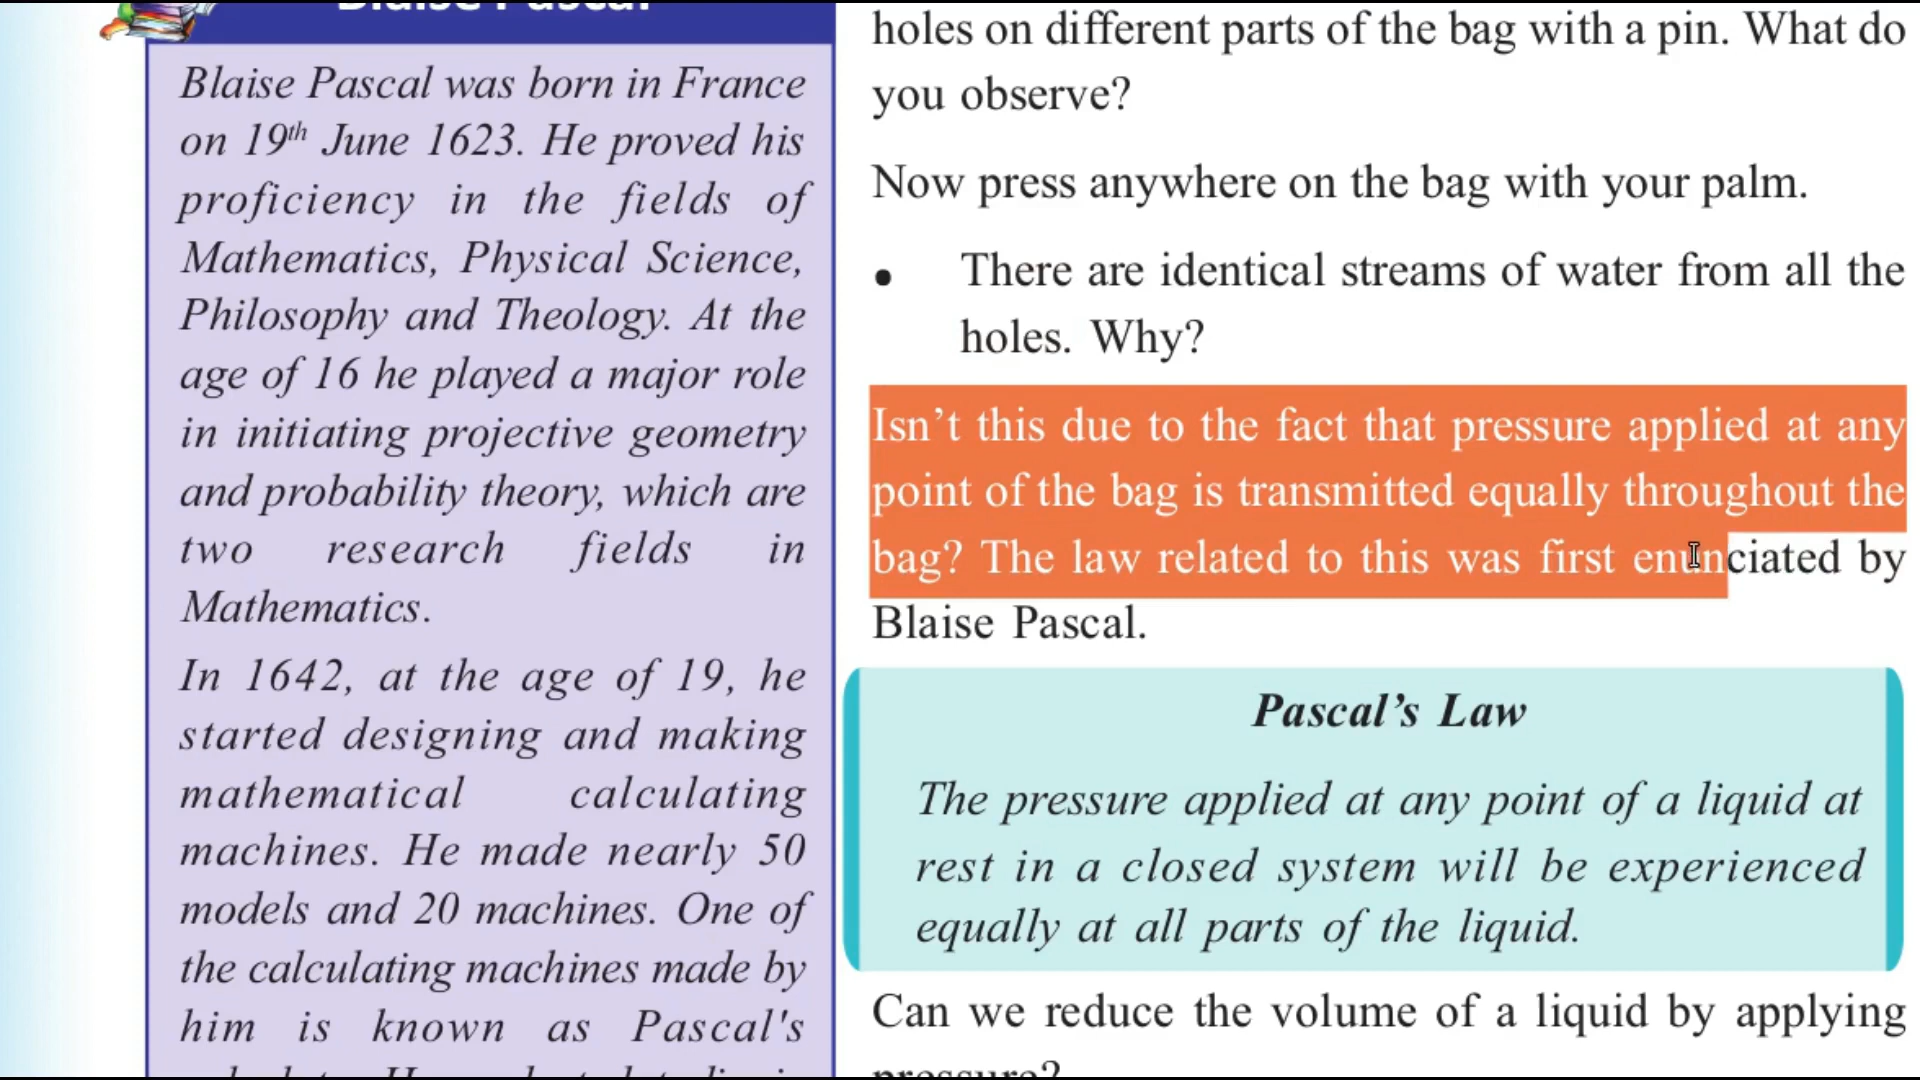 Blaise Pascal
Blaise Pascal was born in France
on 19th June 1623. He proved his
proficiency in the fields of
Mathematics, Physical Science,
Philosophy and Theology. At the
age of 16 he played a major role
in initiating projective geometry
and probability theory, which are
two research fields in
Mathematics.
In 1642, at the age of 19, he
started designing and making
mathematical calculating
machines. He made nearly 50
models and 20 machines. One of
the calculating machines made by
him is known as Pascal's
holes on different parts of the bag with a pin. What do
you observe?
Now press anywhere on the bag with your palm.
• There are identical streams of water from all the
holes. Why?
Isn’t this due to the fact that pressure applied at any
point of the bag is transmitted equally throughout the
bag? The law related to this was first enunciated by
Blaise Pascal.
Pascal’s Law
The pressure applied at any point of a liquid at
rest in a closed system will be experienced
equally at all parts of the liquid.
Can we reduce the volume of a liquid by applying
pressure?